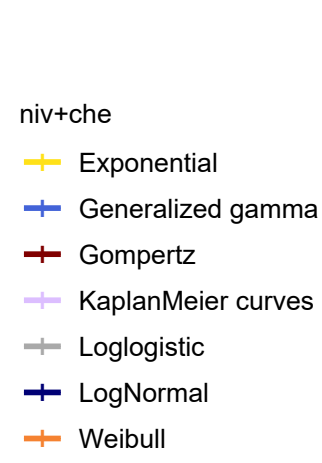 niv+che
Exponential
Generalized gamma
Gompertz
KaplanMeier curves
Loglogistic
LogNormal
Weibull